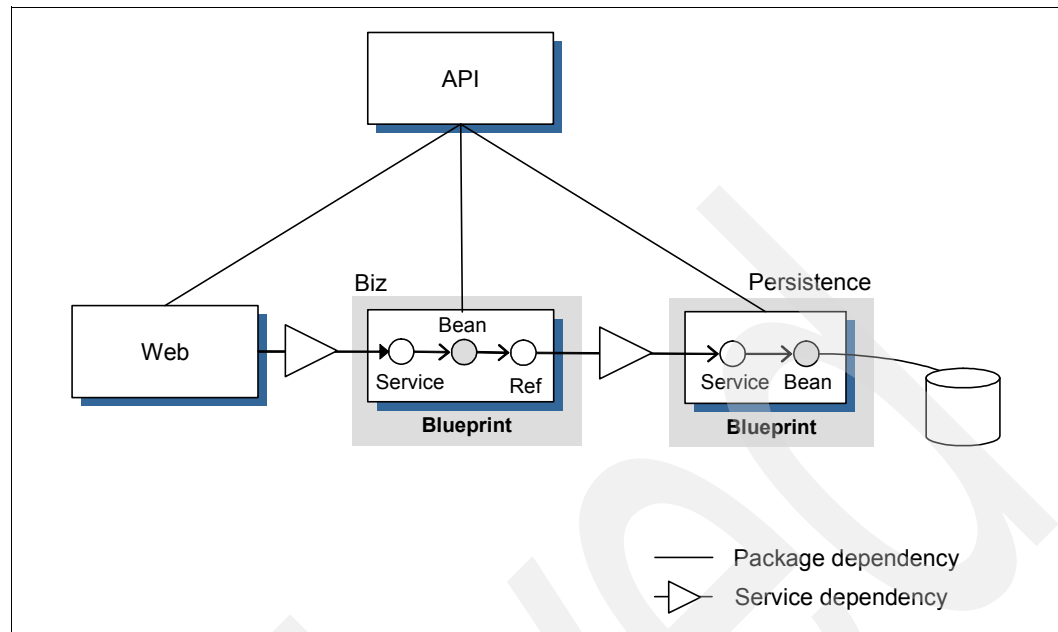 API
Biz
Persistence
Web
Bean
Service
Ref
Service
Bean
Blueprint
Blueprint
Package dependency
Service dependency